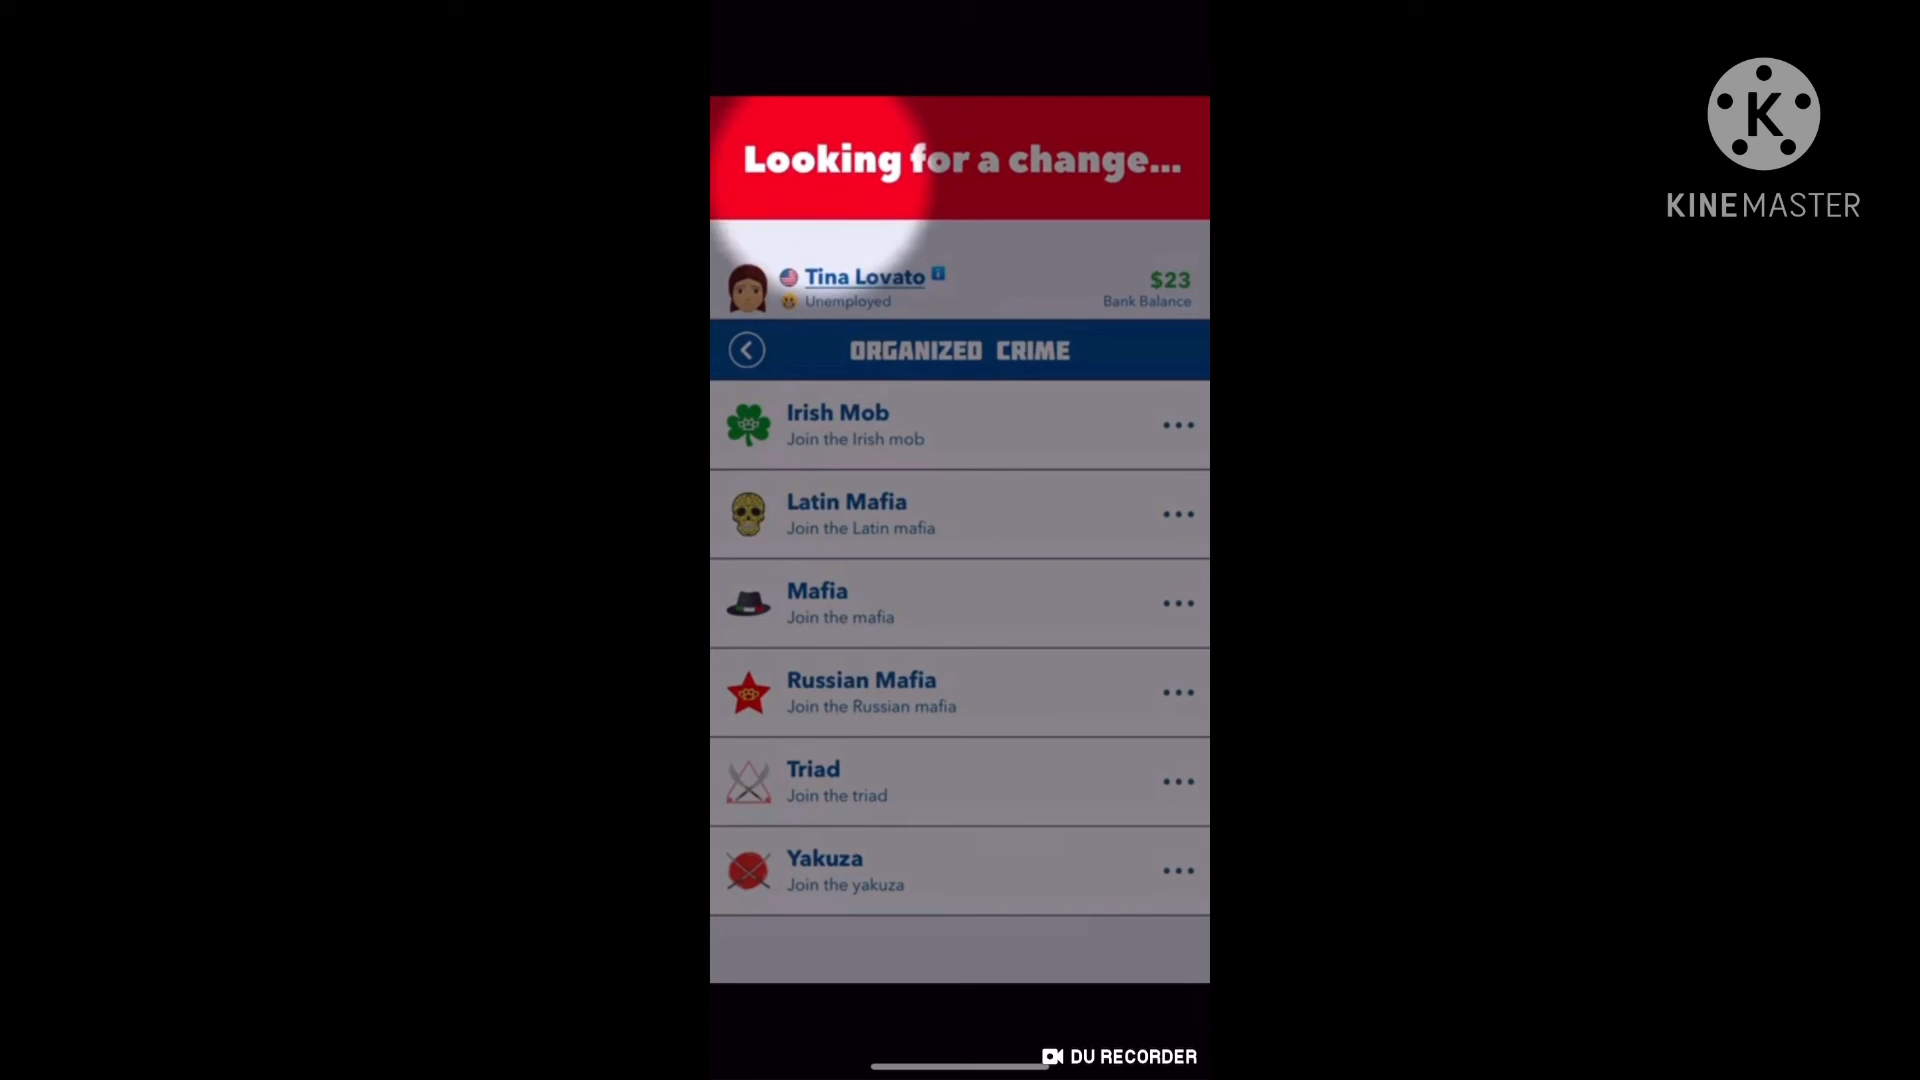 Looking for a change...
Tina Lovato
Unemployed
$23
Bank Balance
ORGANIZED CRIME
Irish Mob
Join the Irish mob
Latin Mafia
Join the Latin mafia
Mafia
Join the mafia
Russian Mafia
Join the Russian mafia
Triad
Join the triad
Yakuza
Join the yakuza
K
KINEMASTER
DU RECORDER